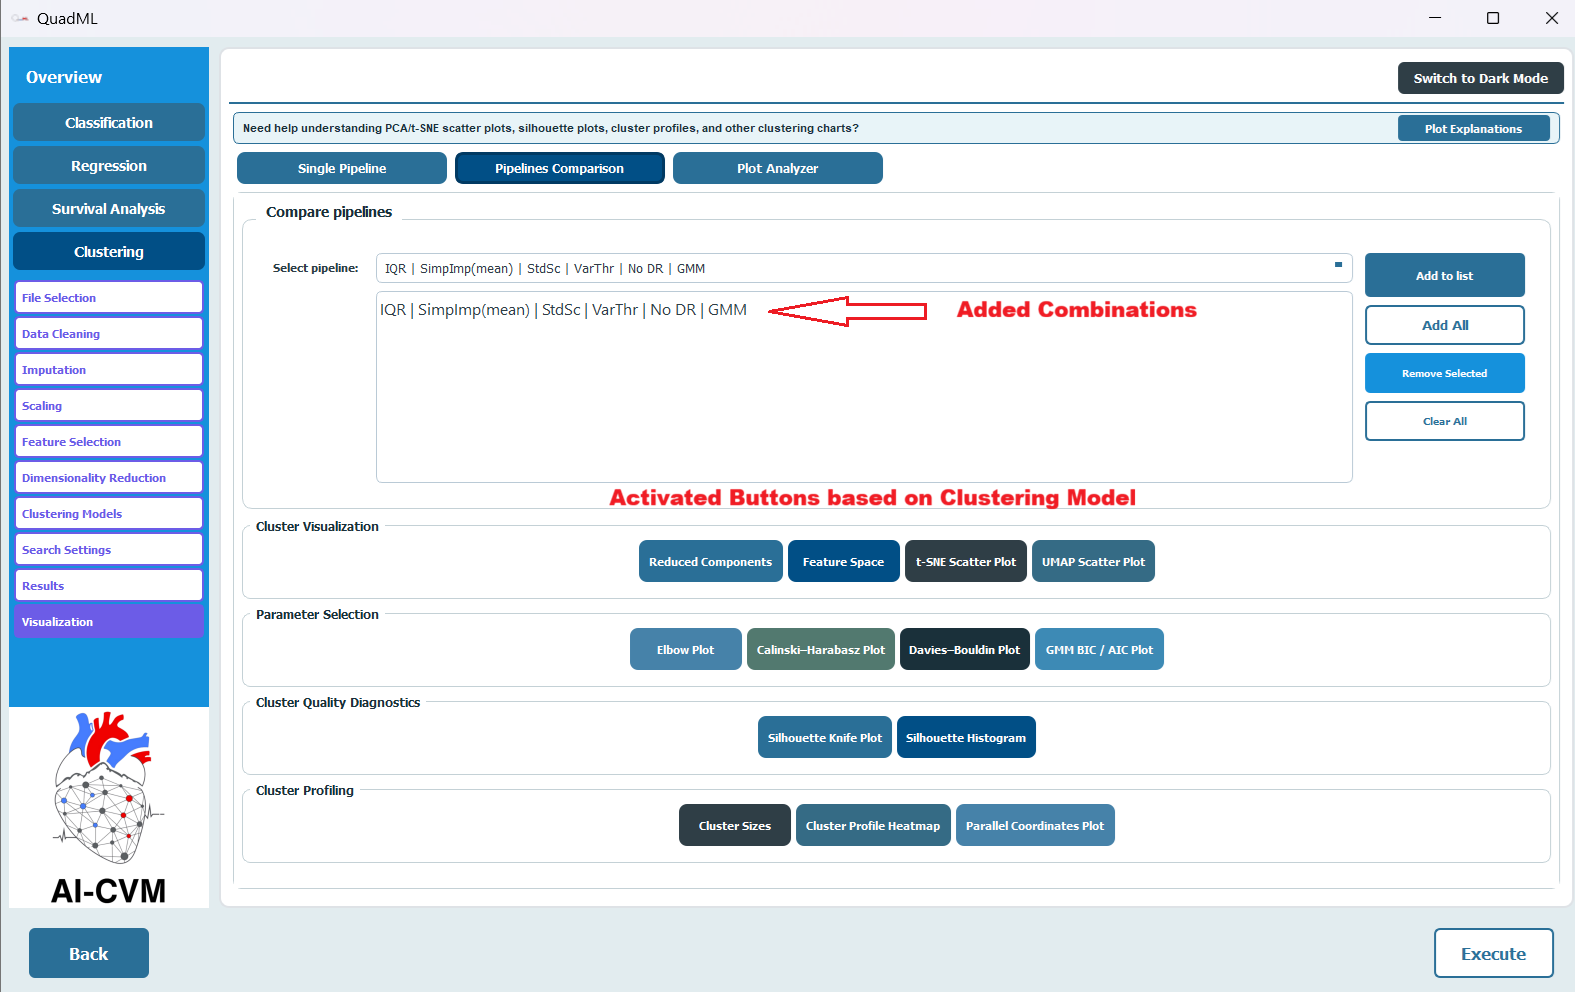 QuadML
Overview
Classification
Regression
Survival Analysis
Clustering
File Selection
Data Cleaning
Imputation
Scaling
Feature Selection
Dimensionality Reduction
Clustering Models
Search Settings
Results
Visualization
AI-CVM
Back
Switch to Dark Mode
Need help understanding PCA/t-SNE scatter plots, silhouette plots, cluster profiles, and other clustering charts?
Plot Explanations
Single Pipeline
Pipelines Comparison
Plot Analyzer
Compare pipelines
Select pipeline:
IQR | SimpImp(mean) | StdSc | VarThr | No DR | GMM
Add to list
IQR | SimpImp(mean) | StdSc | VarThr | No DR | GMM
Added Combinations
Add All
Remove Selected
Clear All
Activated Buttons based on Clustering Model
Cluster Visualization
Reduced Components
Feature Space
t-SNE Scatter Plot
UMAP Scatter Plot
Parameter Selection
Elbow Plot
Calinski–Harabasz Plot
Davies–Bouldin Plot
GMM BIC / AIC Plot
Cluster Quality Diagnostics
Silhouette Knife Plot
Silhouette Histogram
Cluster Profiling
Cluster Sizes
Cluster Profile Heatmap
Parallel Coordinates Plot
Execute